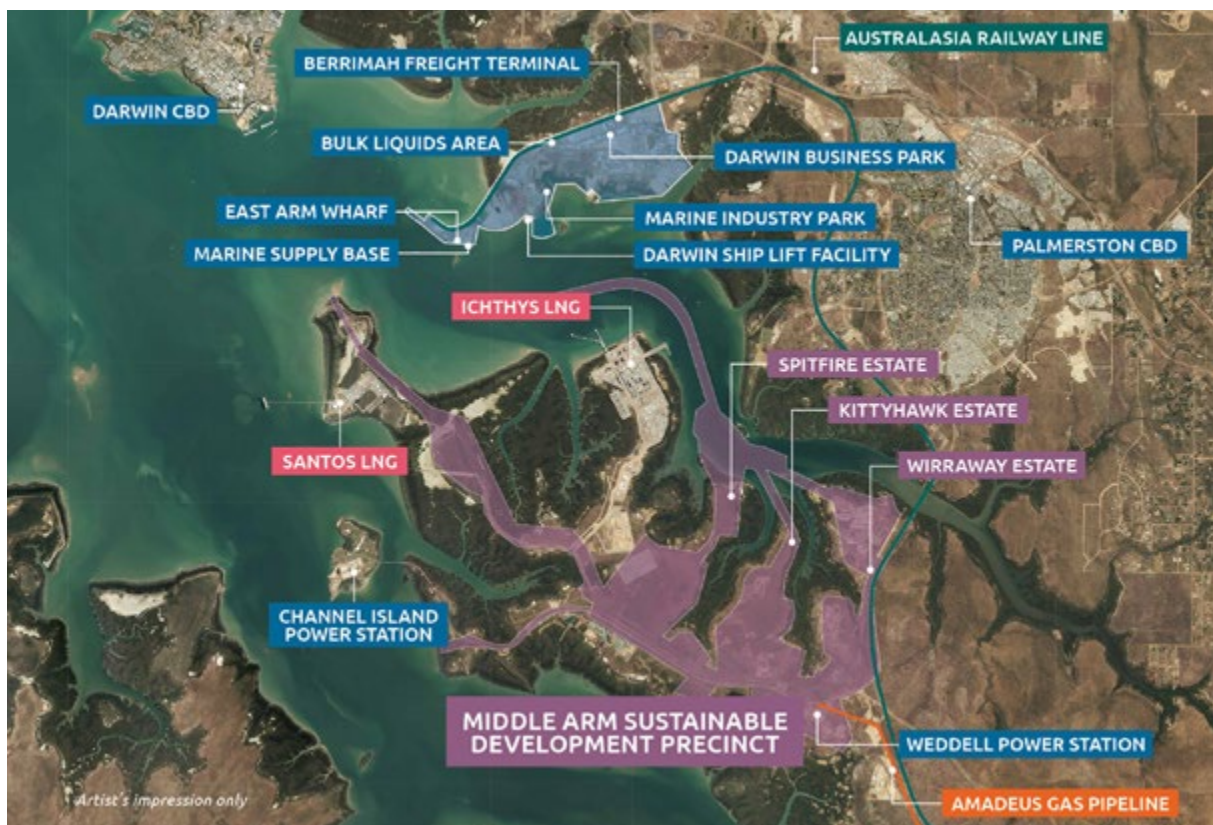 AUSTRALASIA RAILWAY LINE
BERRIMAH FREIGHT TERMINAL
DARWIN CBD
BULK LIQUIDS AREA
DARWIN BUSINESS PARK
EAST ARM WHARF
MARINE INDUSTRY PARK
MARINE SUPPLY BASE
DARWIN SHIP LIFT FACILITY
PALMERSTON CBD
ICHTHYS LNG
SPITFIRE ESTATE
KITTYHAWK ESTATE
SANTOS LNG
WIRRAWAY ESTATE
CHANNEL ISLAND
POWER STATION
MIDDLE ARM SUSTAINABLE
DEVELOPMENT PRECINCT
WEDDELL POWER STATION
Artist's impression only
AMADEUS GAS PIPELINE